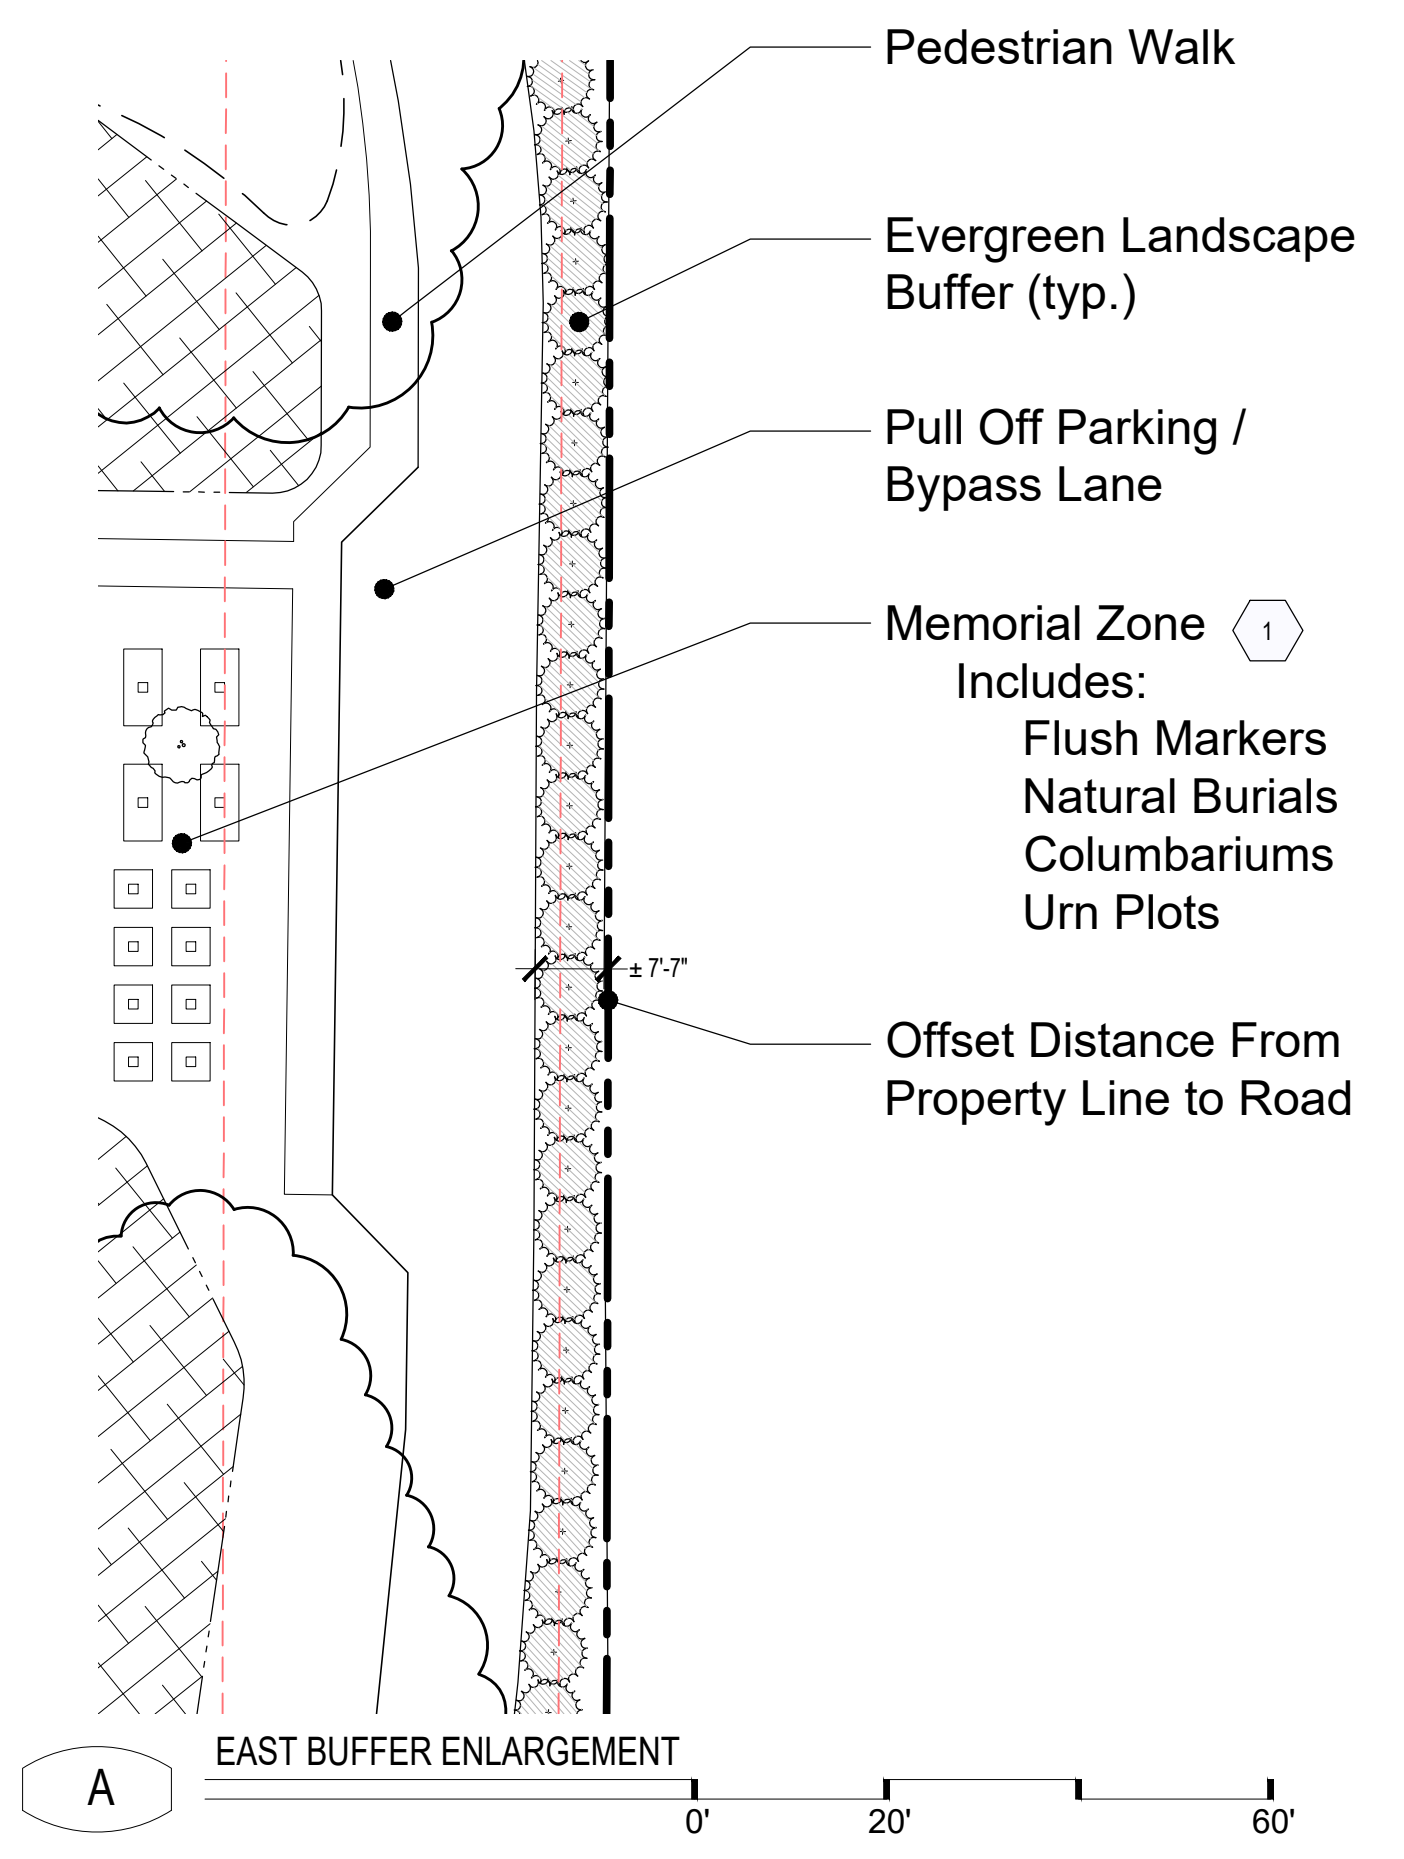 Pedestrian Walk
Evergreen Landscape
Buffer (typ.)
Pull Off Parking /
Bypass Lane
Memorial Zone 1
Includes:
Flush Markers
Natural Burials
Columbariums
Urn Plots
± 7'-7"
Offset Distance From
Property Line to Road
EAST BUFFER ENLARGEMENT
A
0' 20' 60'